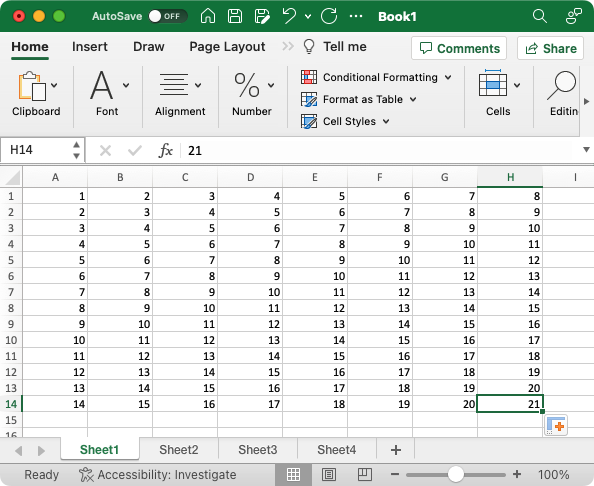 AutoSave OFF Book1
Home Insert Draw Page Layout Tell me Comments Share
Clipboard Font Alignment Number Conditional Formatting Format as Table Cell Styles Cells Editin
H14 fx 21
A B C D E F G H I
1 1 2 3 4 5 6 7 8
2 2 3 4 5 6 7 8 9
3 3 4 5 6 7 8 9 10
4 4 5 6 7 8 9 10 11
5 5 6 7 8 9 10 11 12
6 6 7 8 9 10 11 12 13
7 7 8 9 10 11 12 13 14
8 8 9 10 11 12 13 14 15
9 9 10 11 12 13 14 15 16
10 10 11 12 13 14 15 16 17
11 11 12 13 14 15 16 17 18
12 12 13 14 15 16 17 18 19
13 13 14 15 16 17 18 19 20
14 14 15 16 17 18 19 20 21
15
16
Sheet1 Sheet2 Sheet3 Sheet4 +
Ready Accessibility: Investigate 100%